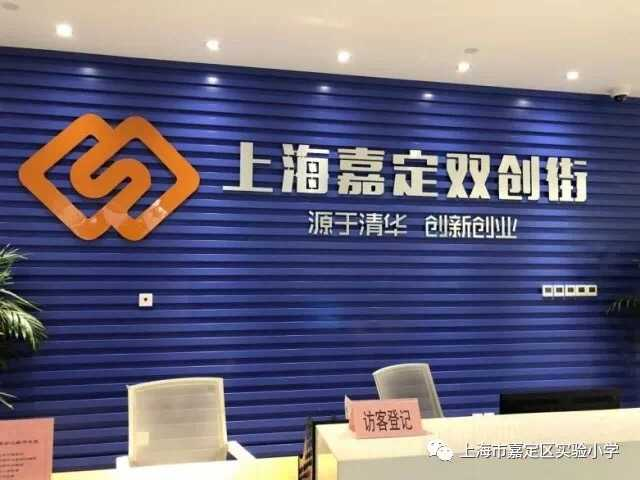 上海嘉定双创街
源于清华 创新创业
访客登记
上海市嘉定区实验小学